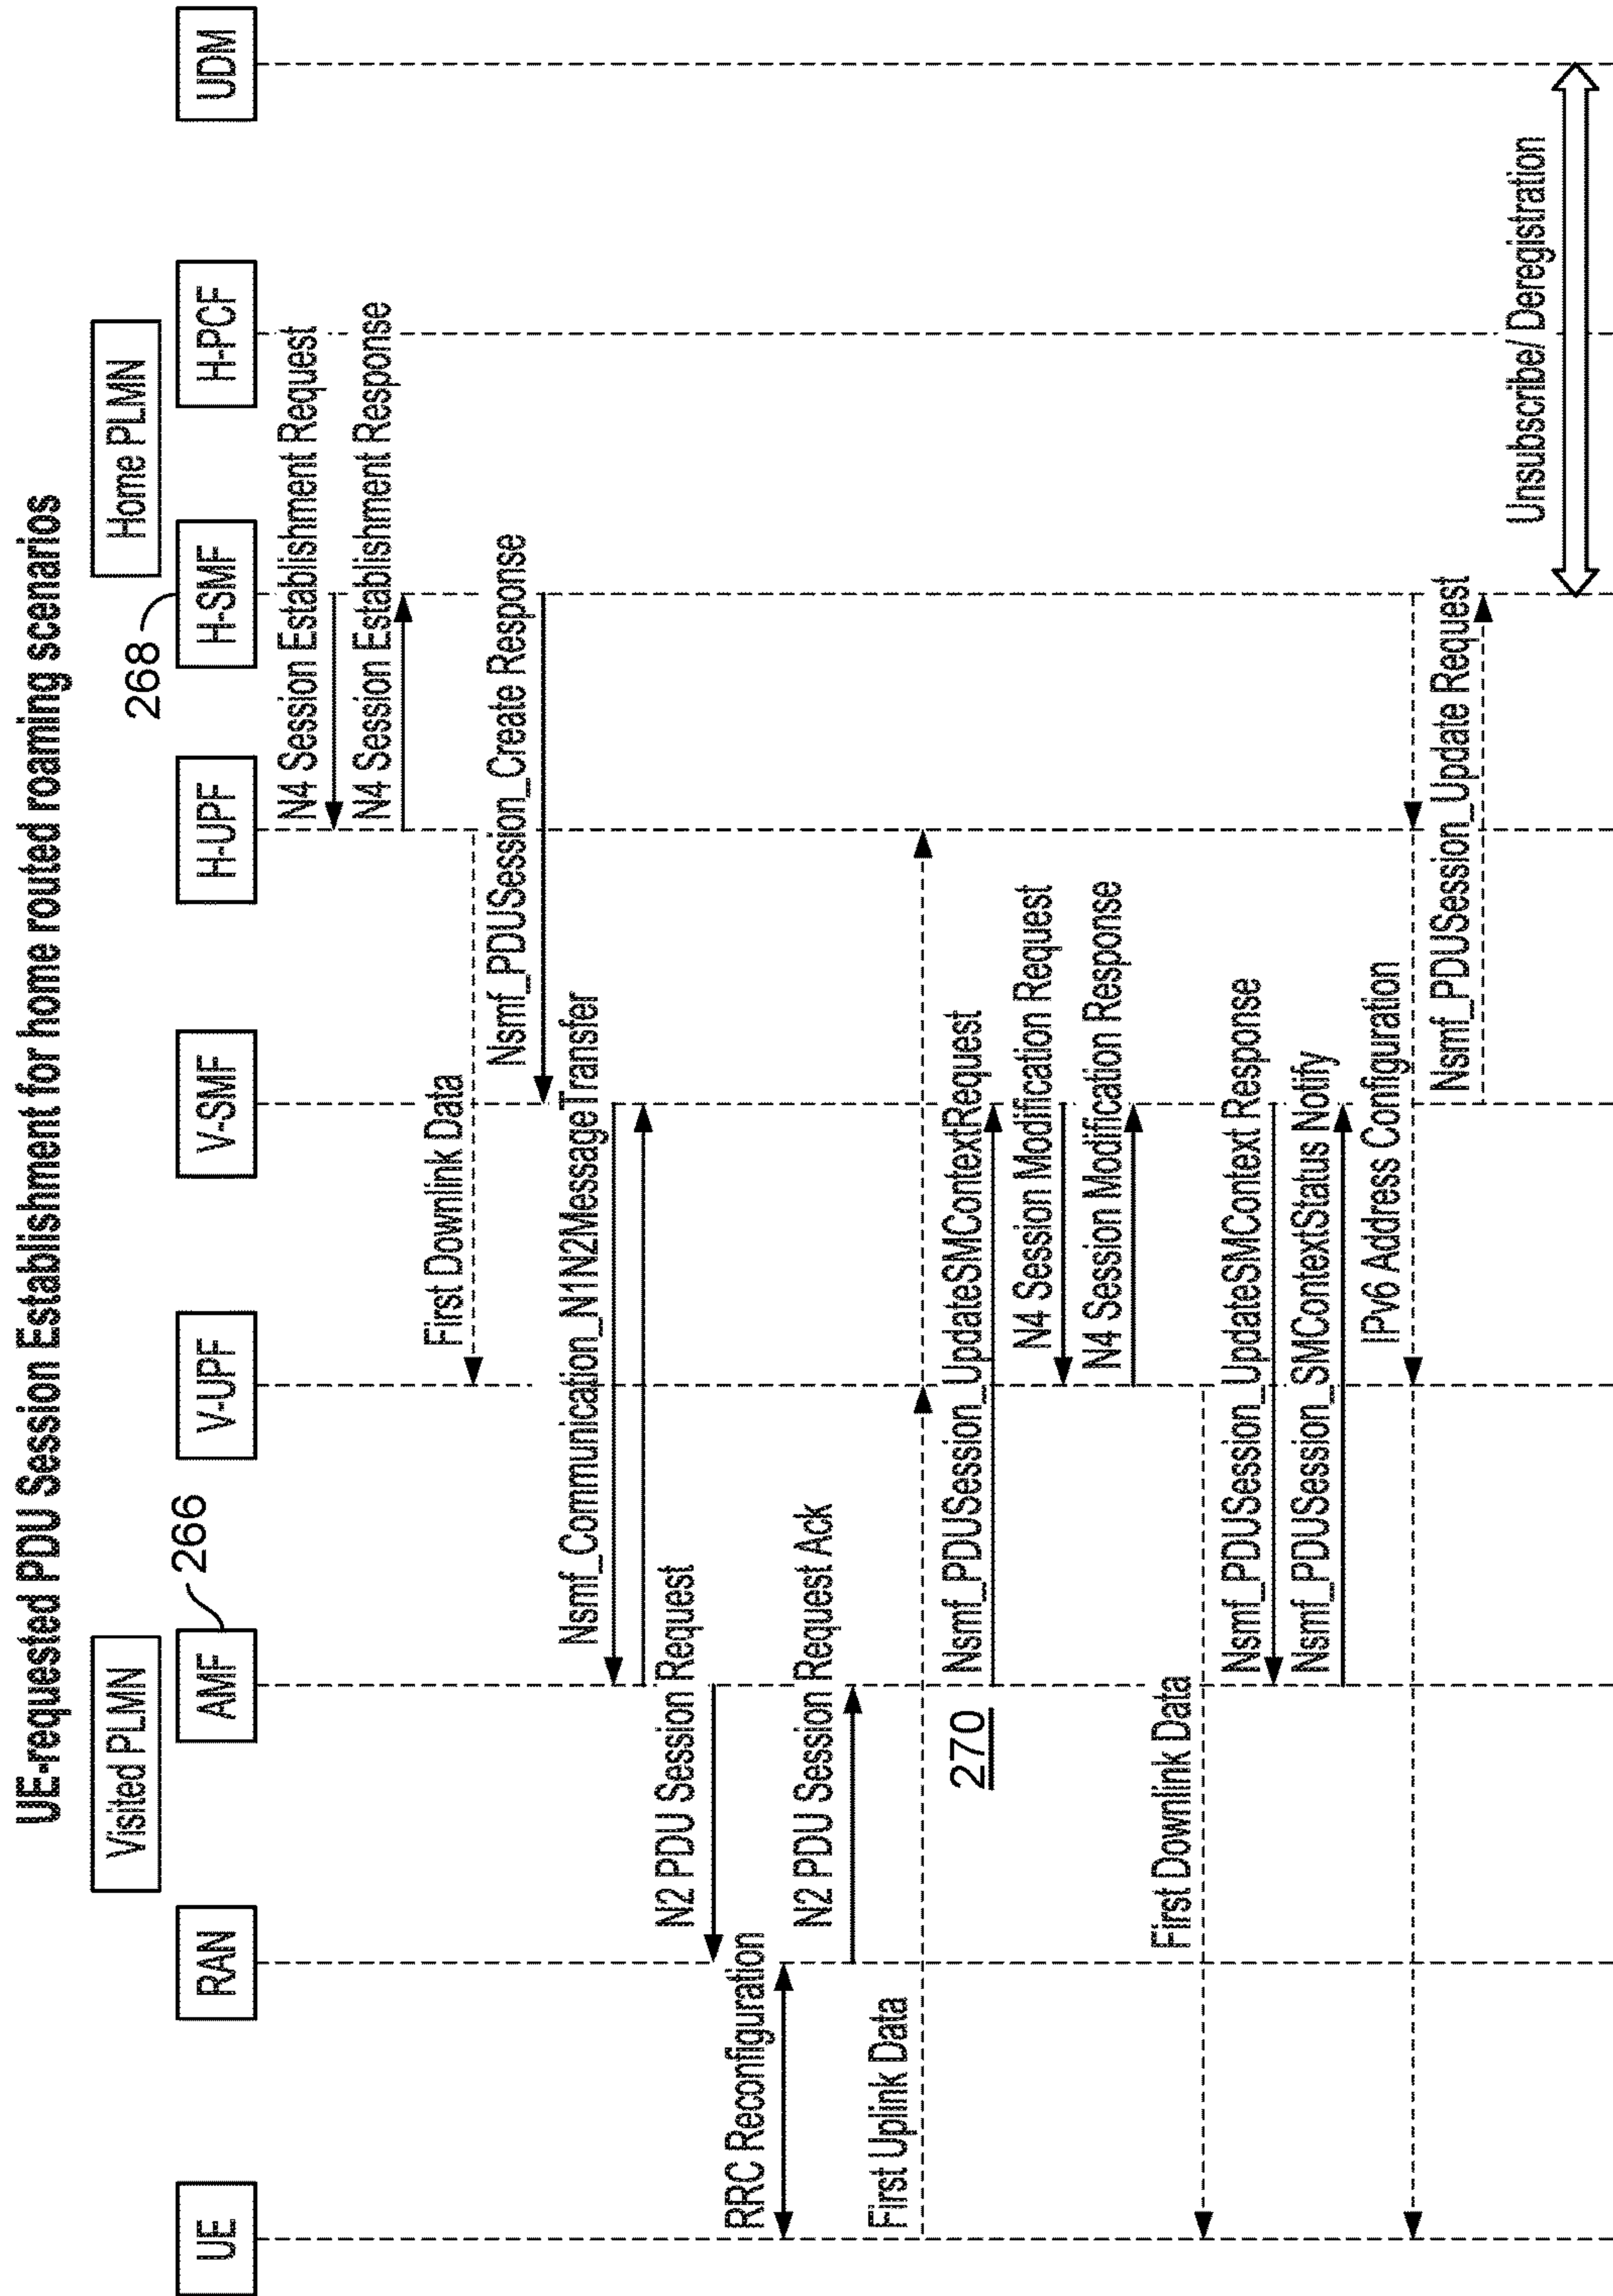 UE-requested PDU Session Establishment for home routed roaming scenarios
Visited PLMN
Home PLMN
266
268
UE
RAN
AMF
V-UPF
V-SMF
H-UPF
H-SMF
H-PCF
UDM
N4 Session Establishment Request
N4 Session Establishment Response
First Downlink Data
Nsmf_PDUSession_Create Response
Nsmf_Communication_N1N2MessageTransfer
N2 PDU Session Request
RRC Reconfiguration
N2 PDU Session Request Ack
First Uplink Data
270
Nsmf_PDUSession_UpdateSMContextRequest
N4 Session Modification Request
N4 Session Modification Response
First Downlink Data
Nsmf_PDUSession_UpdateSMContext Response
Nsmf_PDUSession_SMContextStatus Notify
IPv6 Address Configuration
Nsmf_PDUSession_Update Request
Unsubscribe/ Deregistration